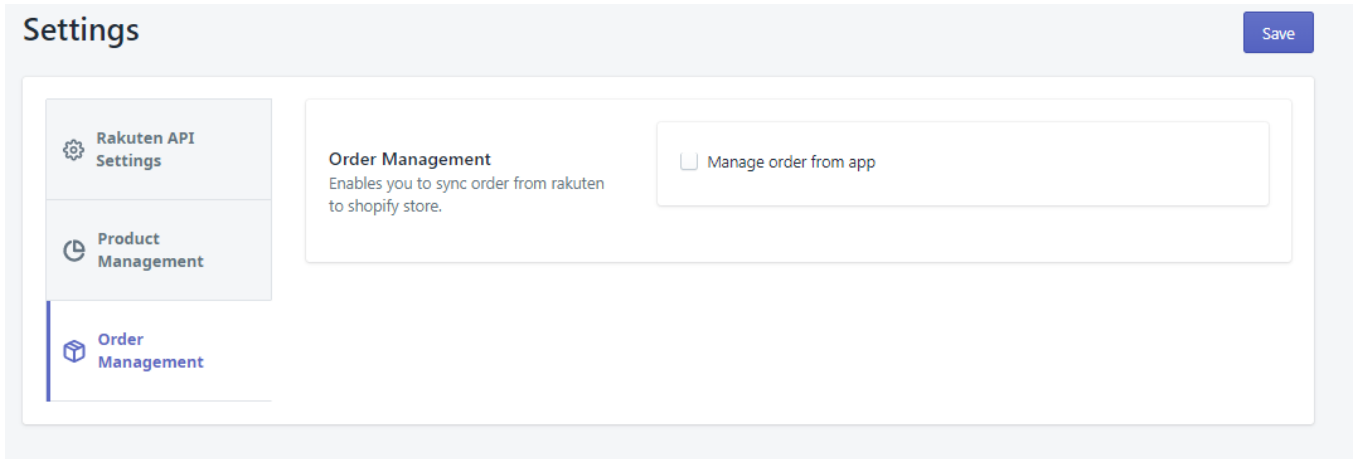 Settings
Save
Rakuten API
Settings
Product
Management
Order
Management
Order Management
Enables you to sync order from rakuten
to shopify store.
Manage order from app